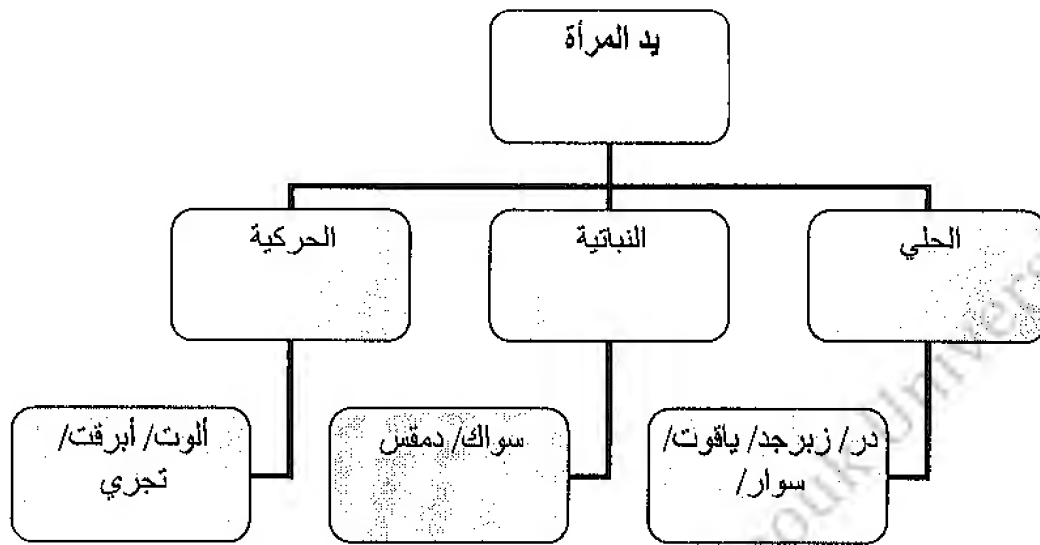 يد المرأة
الحلي
النباتية
الحركية
در/ زبرجد/ ياقوت/
سوار/
سواك/ دمقس
ألوت/ أبرقت/
تجري